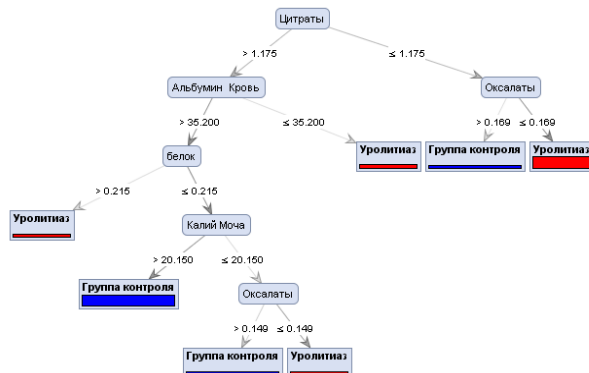 Цитраты
> 1.175
≤ 1.175
Альбумин Кровь
Оксалаты
> 35.200
≤ 35.200
> 0.169
≤ 0.169
белок
Уролитиаз
Группа контроля
Уролитиаз
> 0.215
≤ 0.215
Уролитиаз
Калий Моча
> 20.150
≤ 20.150
Группа контроля
Оксалаты
> 0.149
≤ 0.149
Группа контроля
Уролитиаз